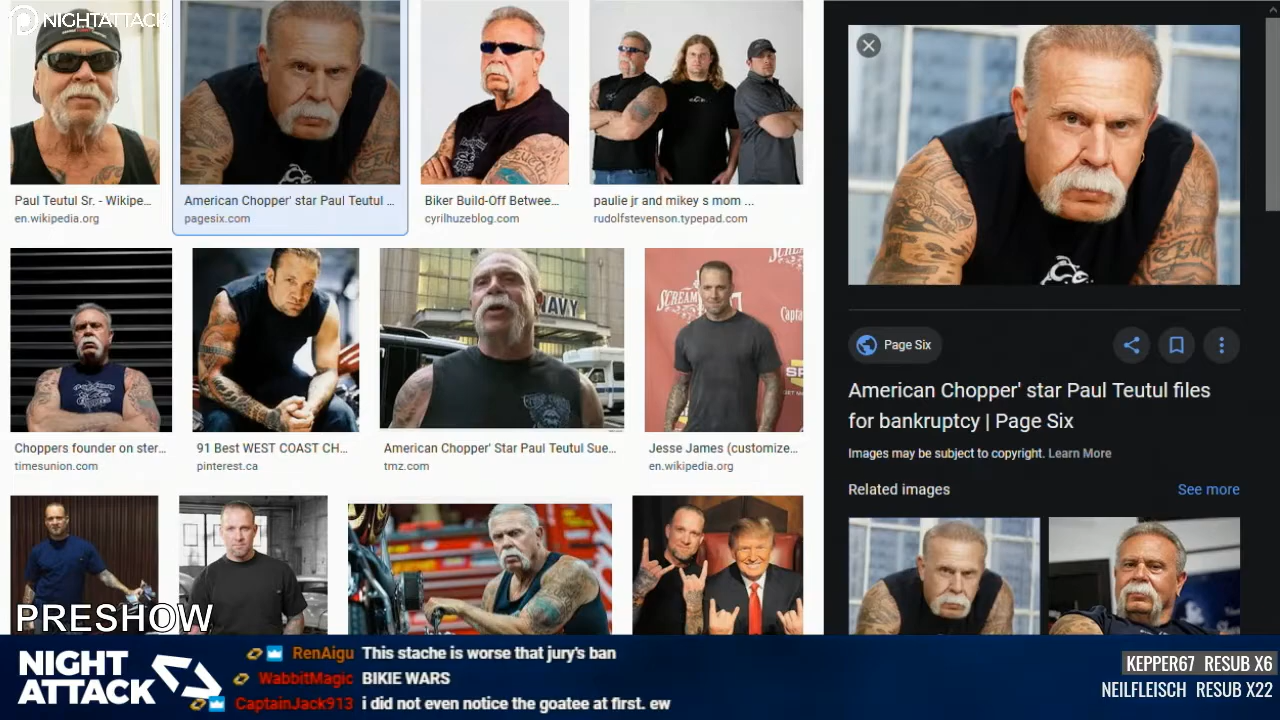 NIGHTATTACK
Paul Teutul Sr. - Wikipe...
en.wikipedia.org
American Chopper' star Paul Teutul ...
pagesix.com
Biker Build-Off Betwee...
cyrilhuzeblog.com
paulie jr and mikey s mom ...
rudolfstevenson.typepad.com
NAVY
SCREAM
Capta
Choppers founder on ster...
timesunion.com
91 Best WEST COAST CH...
pinterest.ca
American Chopper' Star Paul Teutul Sue...
tmz.com
Jesse James (customize...
en.wikipedia.org
Page Six
American Chopper' star Paul Teutul files
for bankruptcy | Page Six
Images may be subject to copyright. Learn More
Related images
See more
PRESHOW
NIGHT
ATTACK
RenAigu This stache is worse that jury's ban
WabbitMagic BIKIE WARS
CaptainJack913 i did not even notice the goatee at first. ew
KEPPER67 RESUB X6
NEILFLEISCH RESUB X22